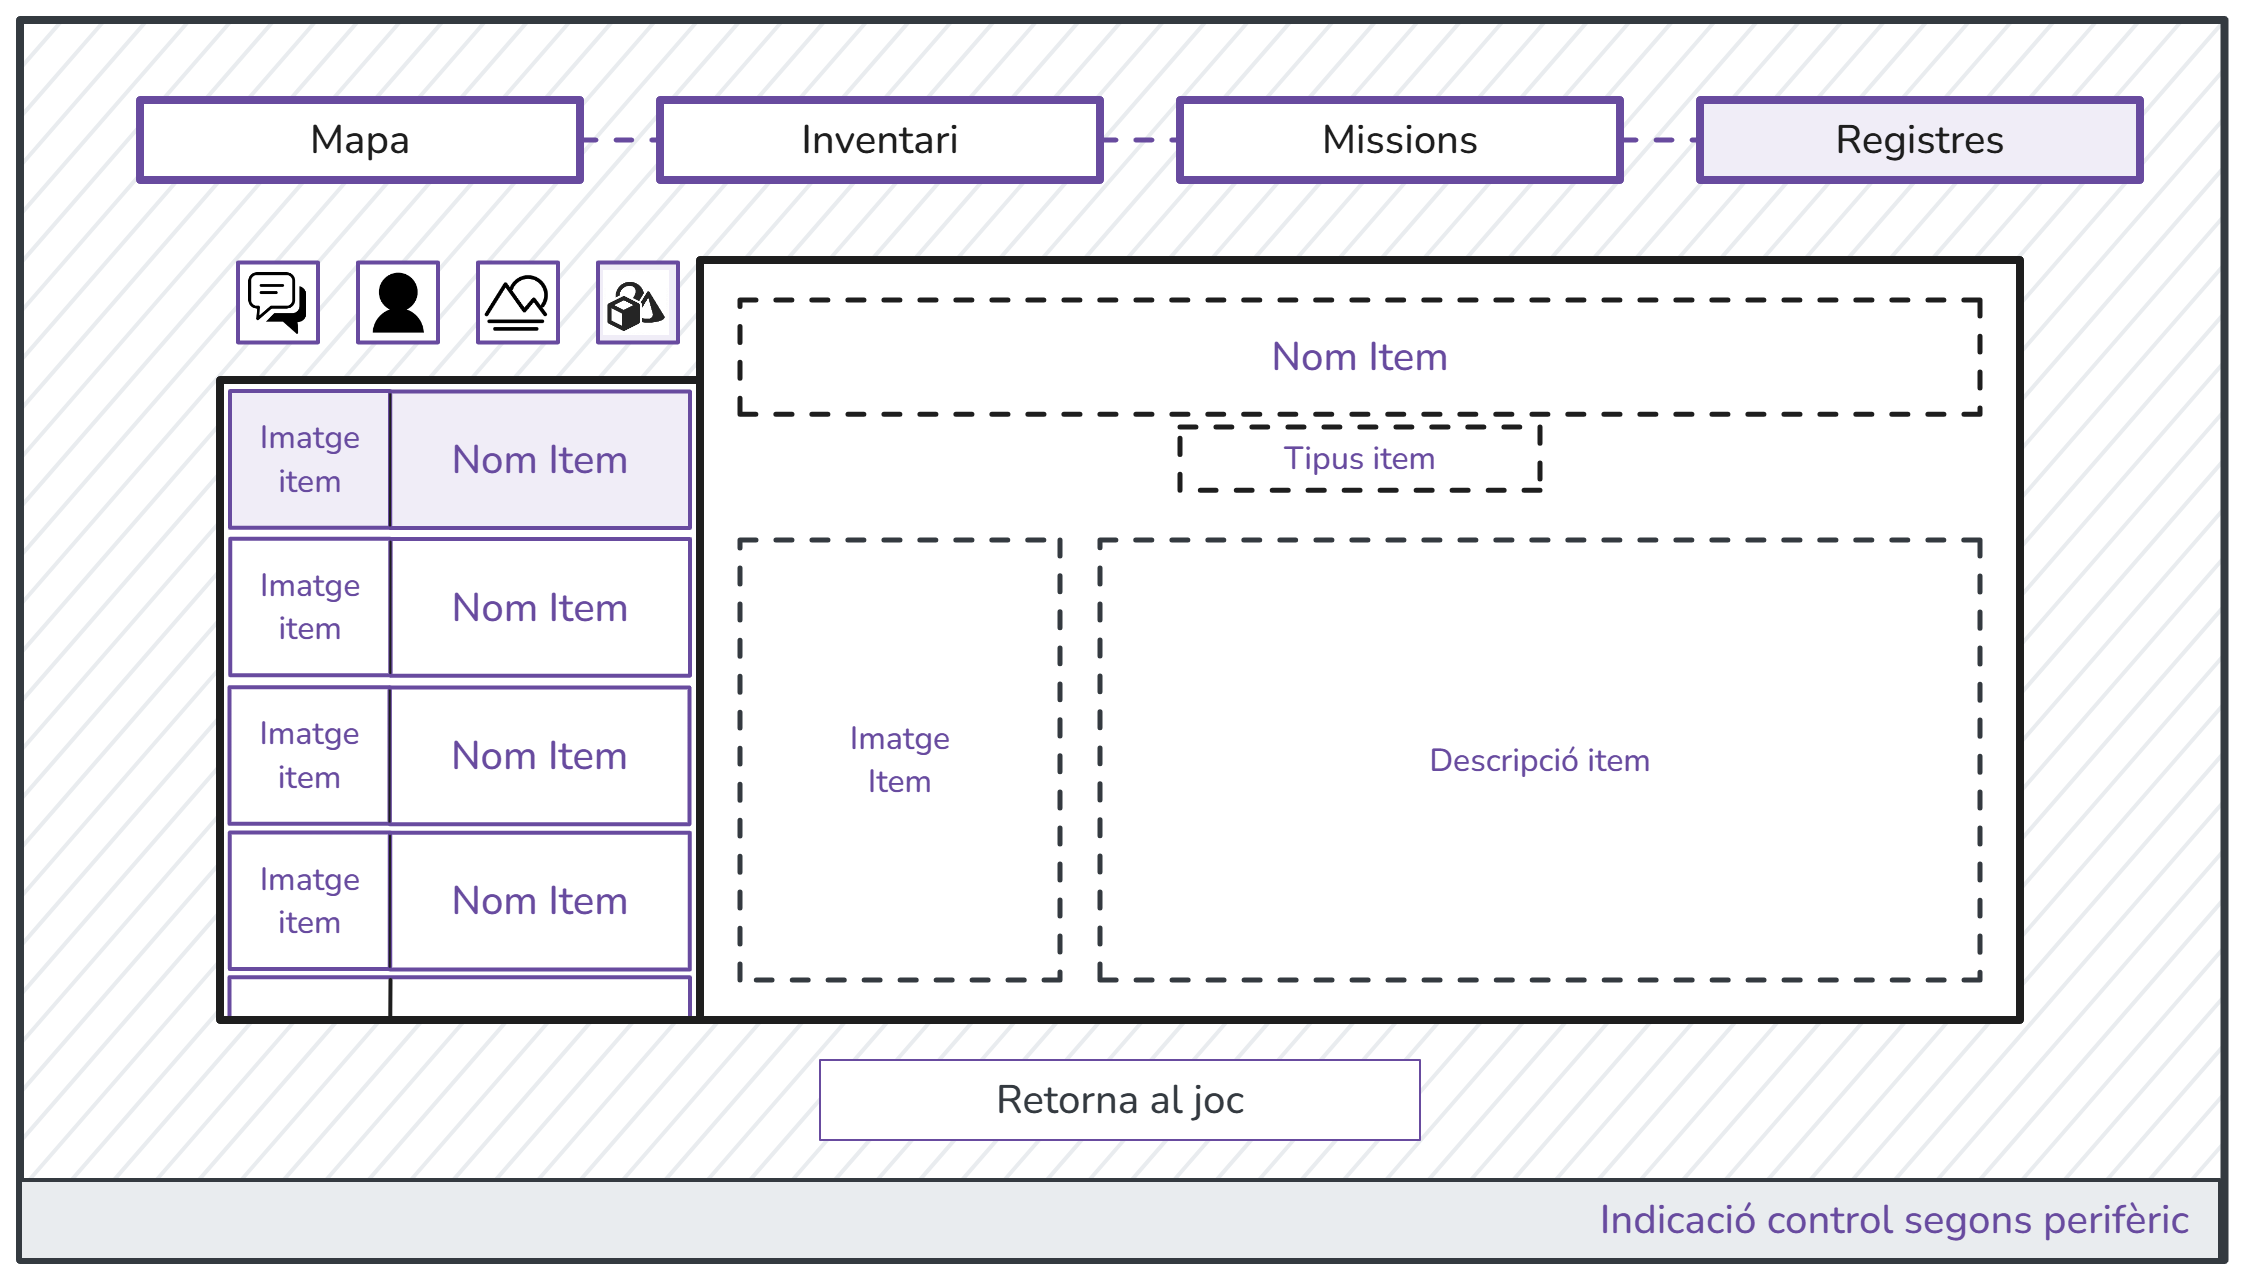 Mapa
Inventari
Missions
Registres
Imatge
item
Nom Item
Imatge
item
Nom Item
Imatge
item
Nom Item
Imatge
item
Nom Item
Nom Item
Tipus item
Imatge
Item
Descripció item
Retorna al joc
Indicació control segons perifèric